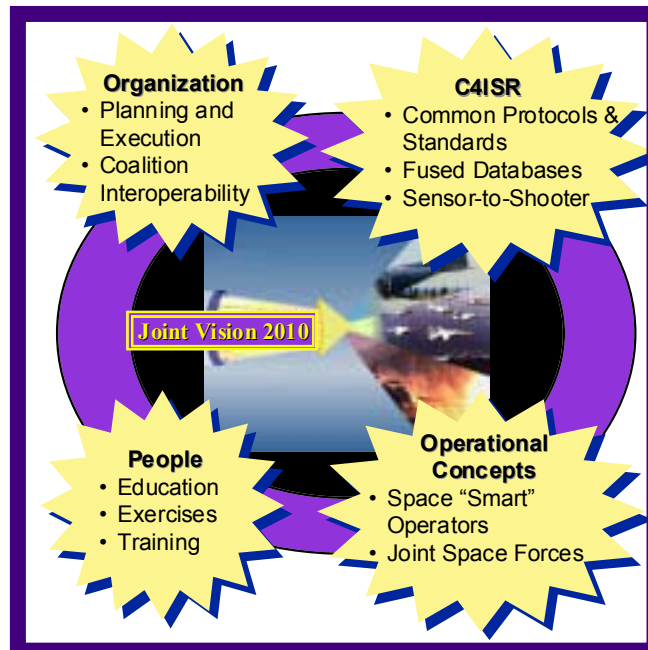 Organization
• Planning and
Execution
• Coalition
Interoperability
C4ISR
• Common Protocols &
Standards
• Fused Databases
• Sensor-to-Shooter
Joint Vision 2010
People
• Education
• Exercises
• Training
Operational
Concepts
• Space “Smart”
Operators
• Joint Space Forces